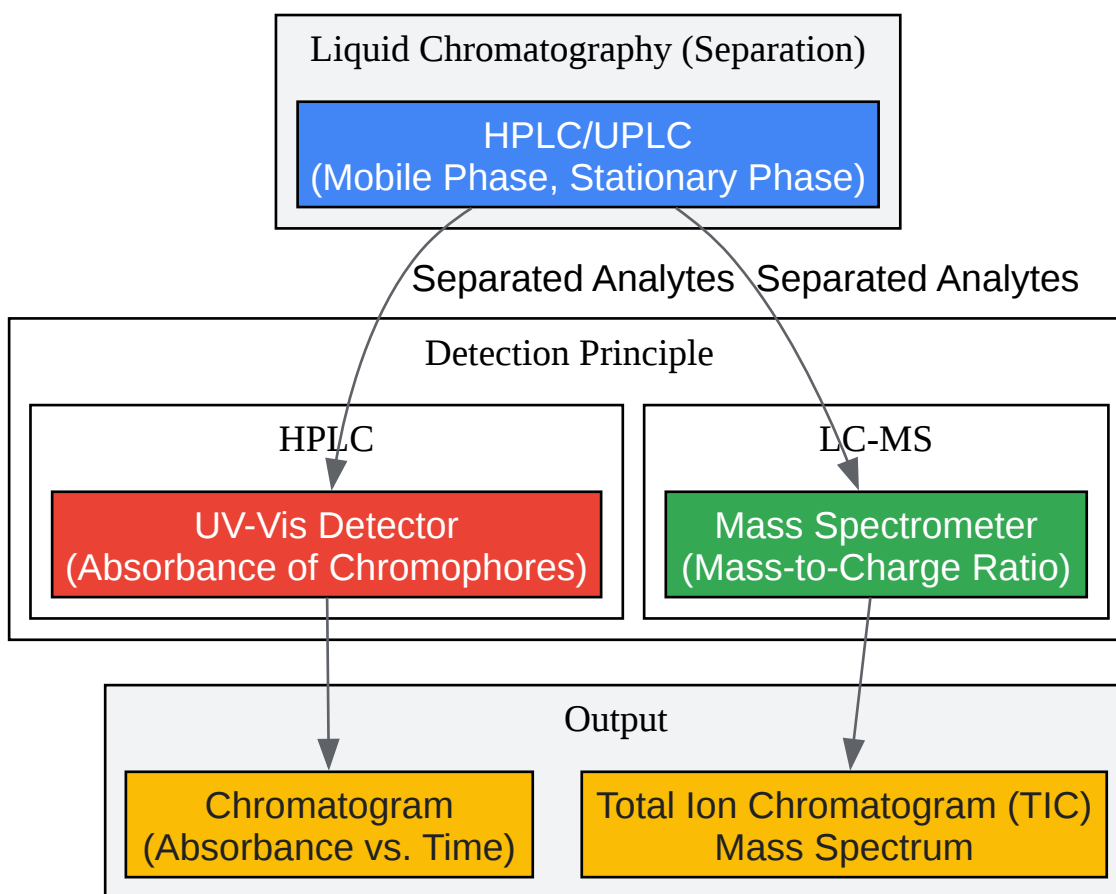 Liquid Chromatography (Separation)
HPLC/UPLC
(Mobile Phase, Stationary Phase)
Separated Analytes
Separated Analytes
Detection Principle
HPLC
LC-MS
UV-Vis Detector
(Absorbance of Chromophores)
Mass Spectrometer
(Mass-to-Charge Ratio)
Output
Chromatogram
(Absorbance vs. Time)
Total Ion Chromatogram (TIC)
Mass Spectrum